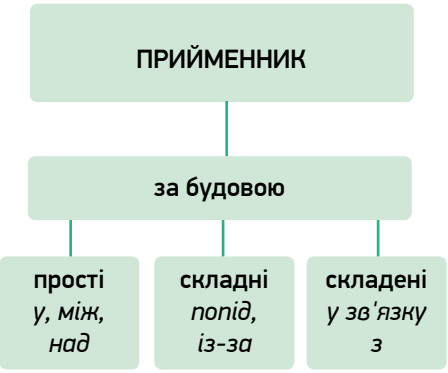 ПРИЙМЕННИК
за будовою
прості
у, між,
над
складні
попід,
із-за
складені
у зв'язку
з